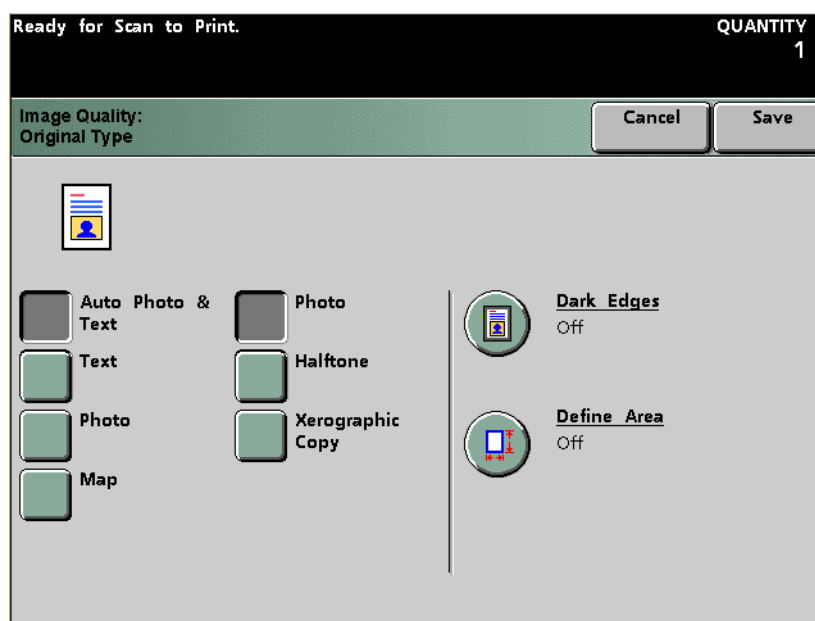 Ready for Scan to Print.
QUANTITY
1
Image Quality:
Original Type
Cancel
Save
Auto Photo &
Text
Text
Photo
Map
Photo
Halftone
Xerographic
Copy
Dark Edges
Off
Define Area
Off